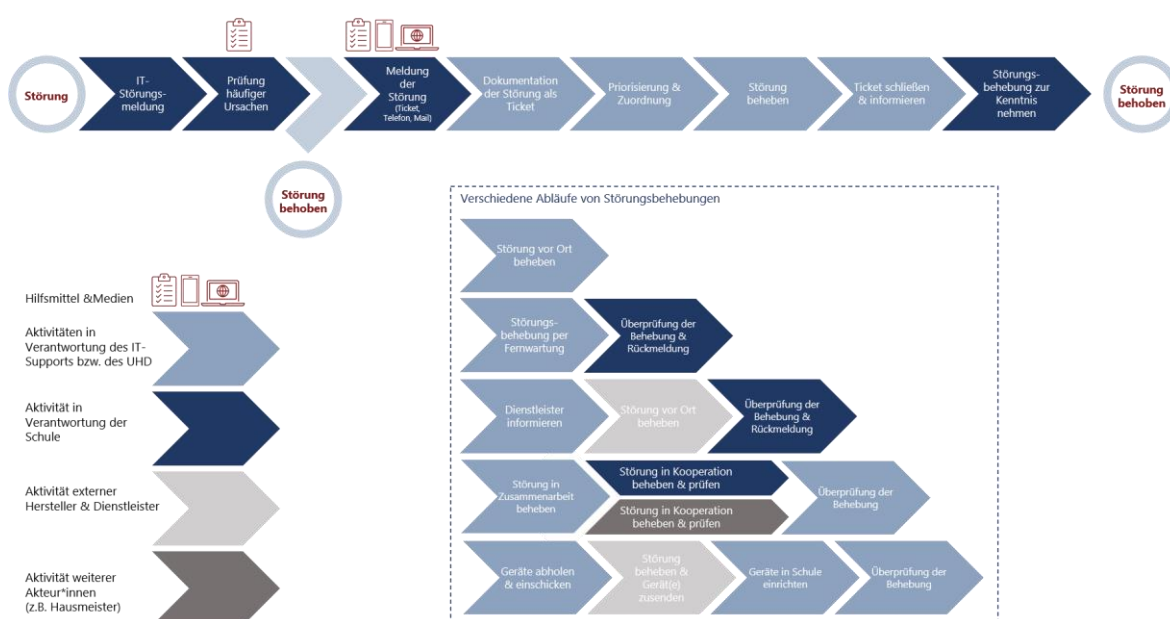 Störung
IT-
Störungs-
meldung
Prüfung
häufiger
Ursachen
Meldung
der
Störung
(Ticket,
Telefon, Mail)
Dokumentation
der Störung als
Ticket
Priorisierung &
Zuordnung
Störung
beheben
Ticket schließen
& informieren
Störungs-
behebung zur
Kenntnis
nehmen
Störung
behoben
Störung
behoben
Verschiedene Abläufe von Störungsbehebungen
Störung vor Ort
beheben
Störungs-
behebung per
Fernwartung
Überprüfung der
Behebung &
Rückmeldung
Dienstleister
informieren
Störung vor Ort
beheben
Überprüfung der
Behebung &
Rückmeldung
Störung in
Zusammenarbeit
beheben
Störung in Kooperation
beheben & prüfen
Störung in Kooperation
beheben & prüfen
Überprüfung der
Behebung
Geräte abholen
& einschicken
Störung
beheben &
Gerät(e)
zusenden
Geräte in Schule
einrichten
Überprüfung der
Behebung
Hilfsmittel &Medien
Aktivitäten in
Verantwortung des IT-
Supports bzw. des UHD
Aktivität in
Verantwortung der
Schule
Aktivität externer
Hersteller & Dienstleister
Aktivität weiterer
Akteur*innen
(z.B. Hausmeister)